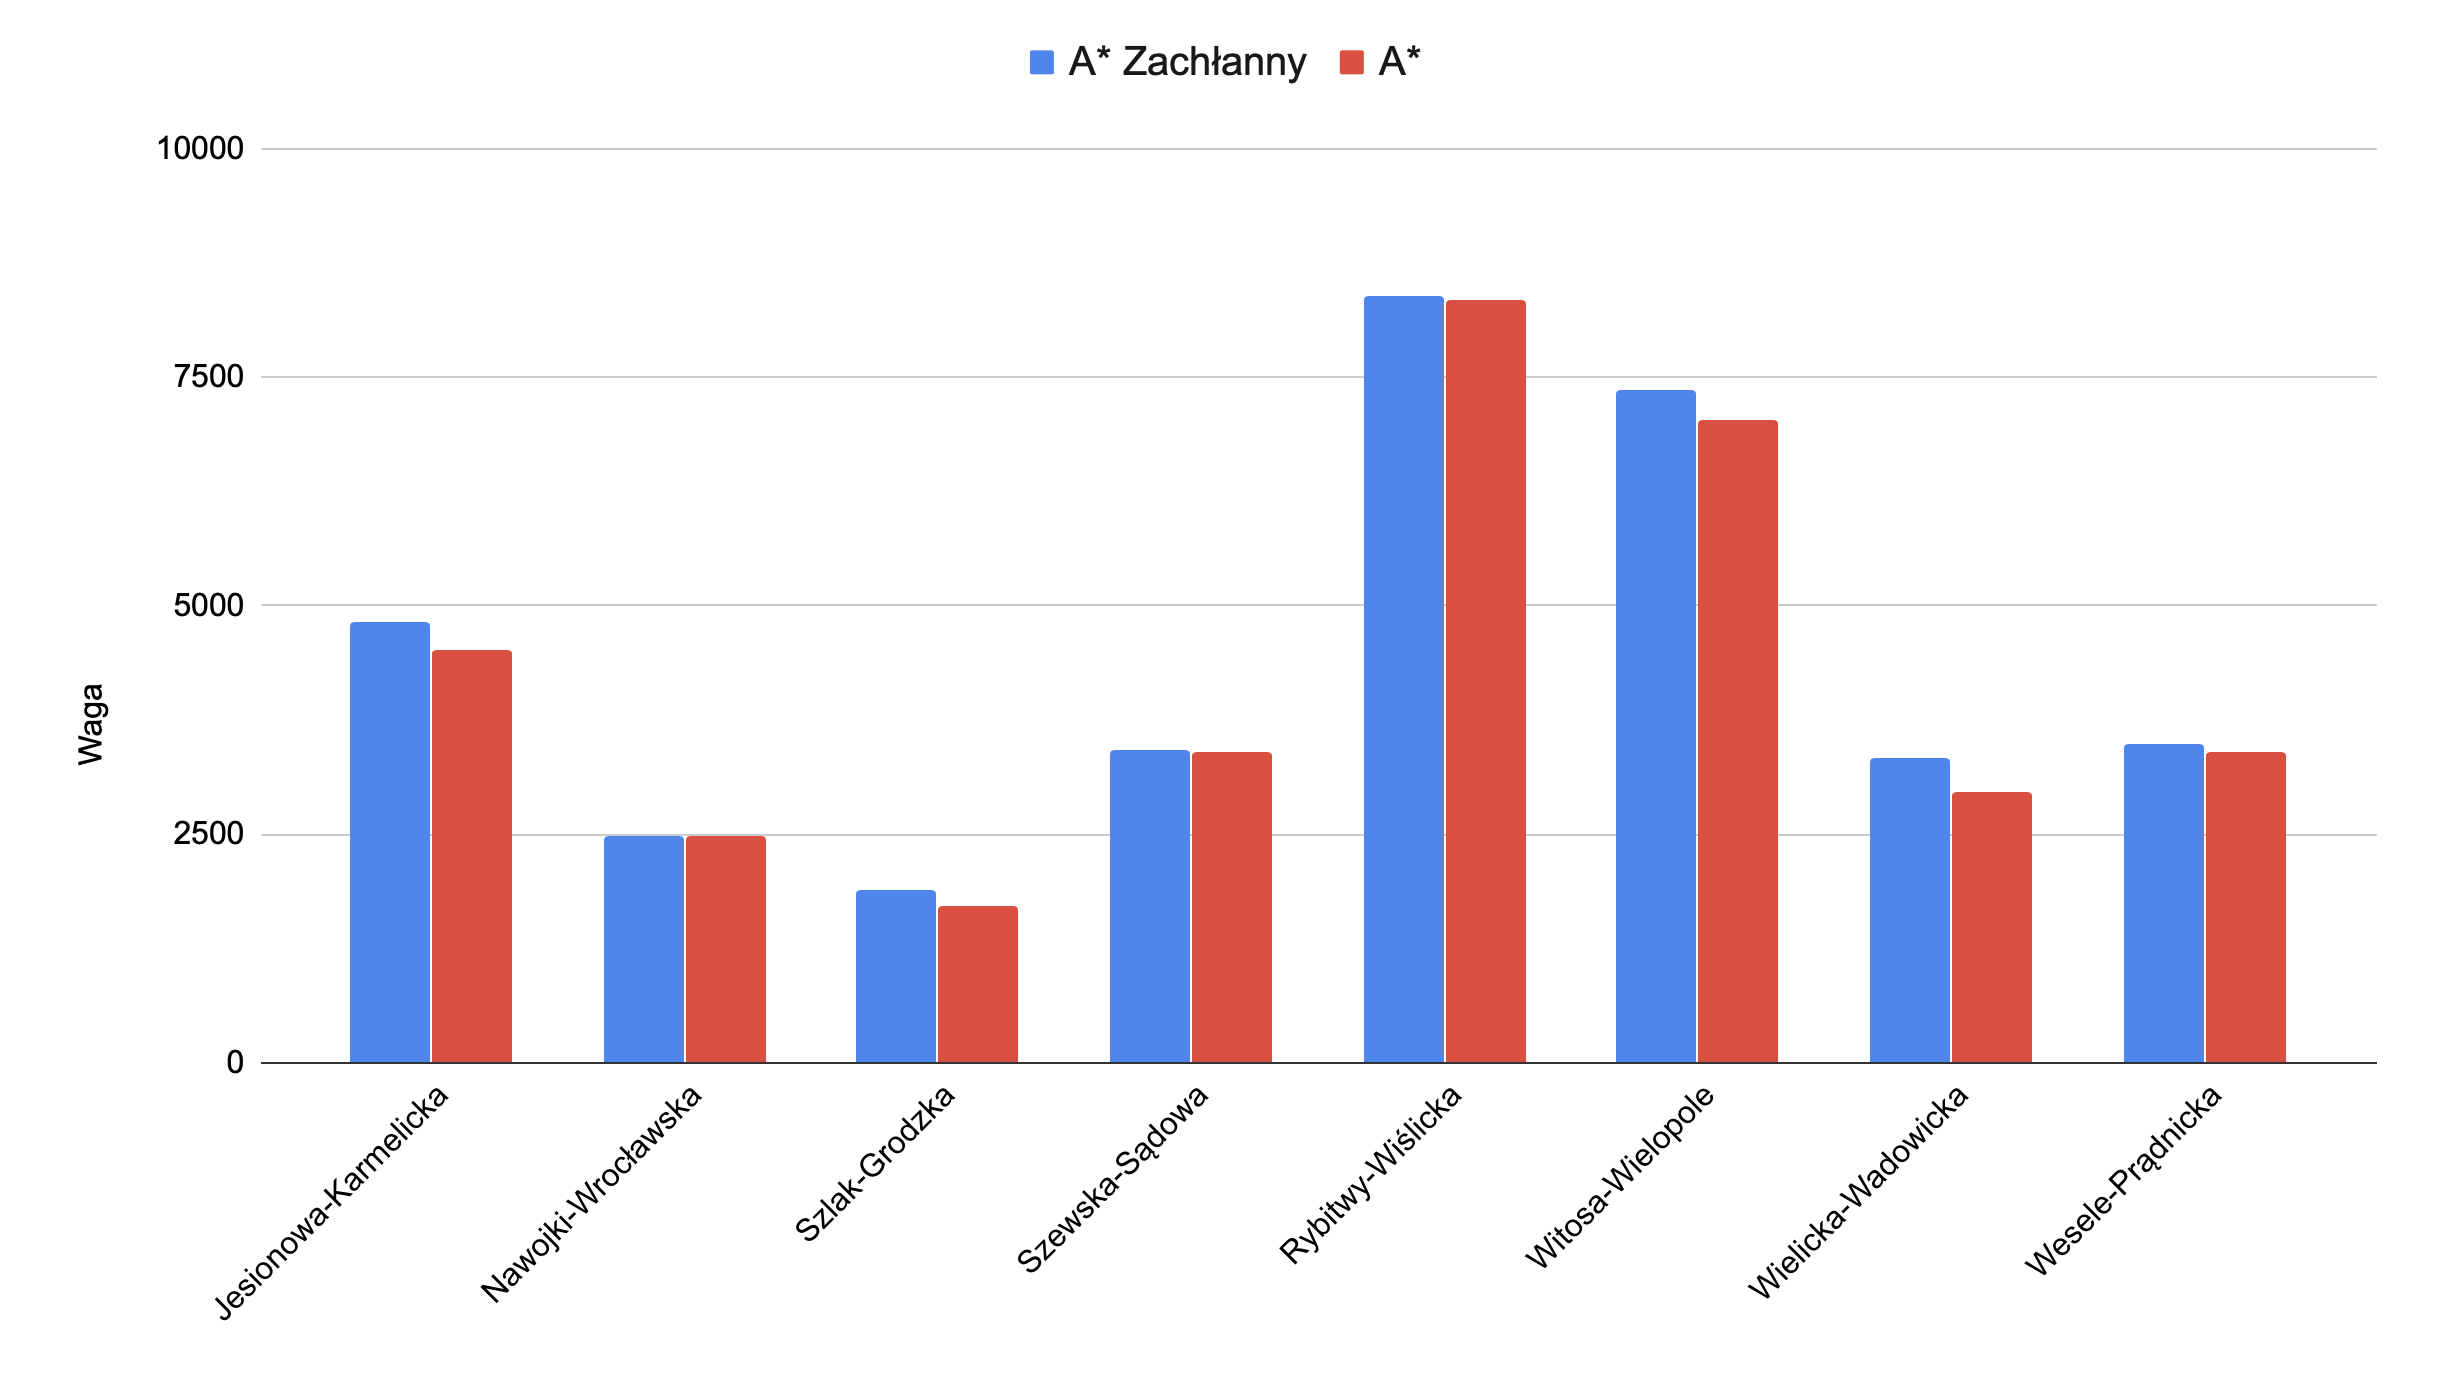 A* Zachłanny A*
10000
7500
5000
2500
0
Waga
Jesionowa-Karmelicka
Nawojki-Wrocławska
Szlak-Grodzka
Szewska-Sądowa
Rybitwy-Wiślicka
Witosa-Wielopole
Wielicka-Wadowicka
Wesele-Prądnicka